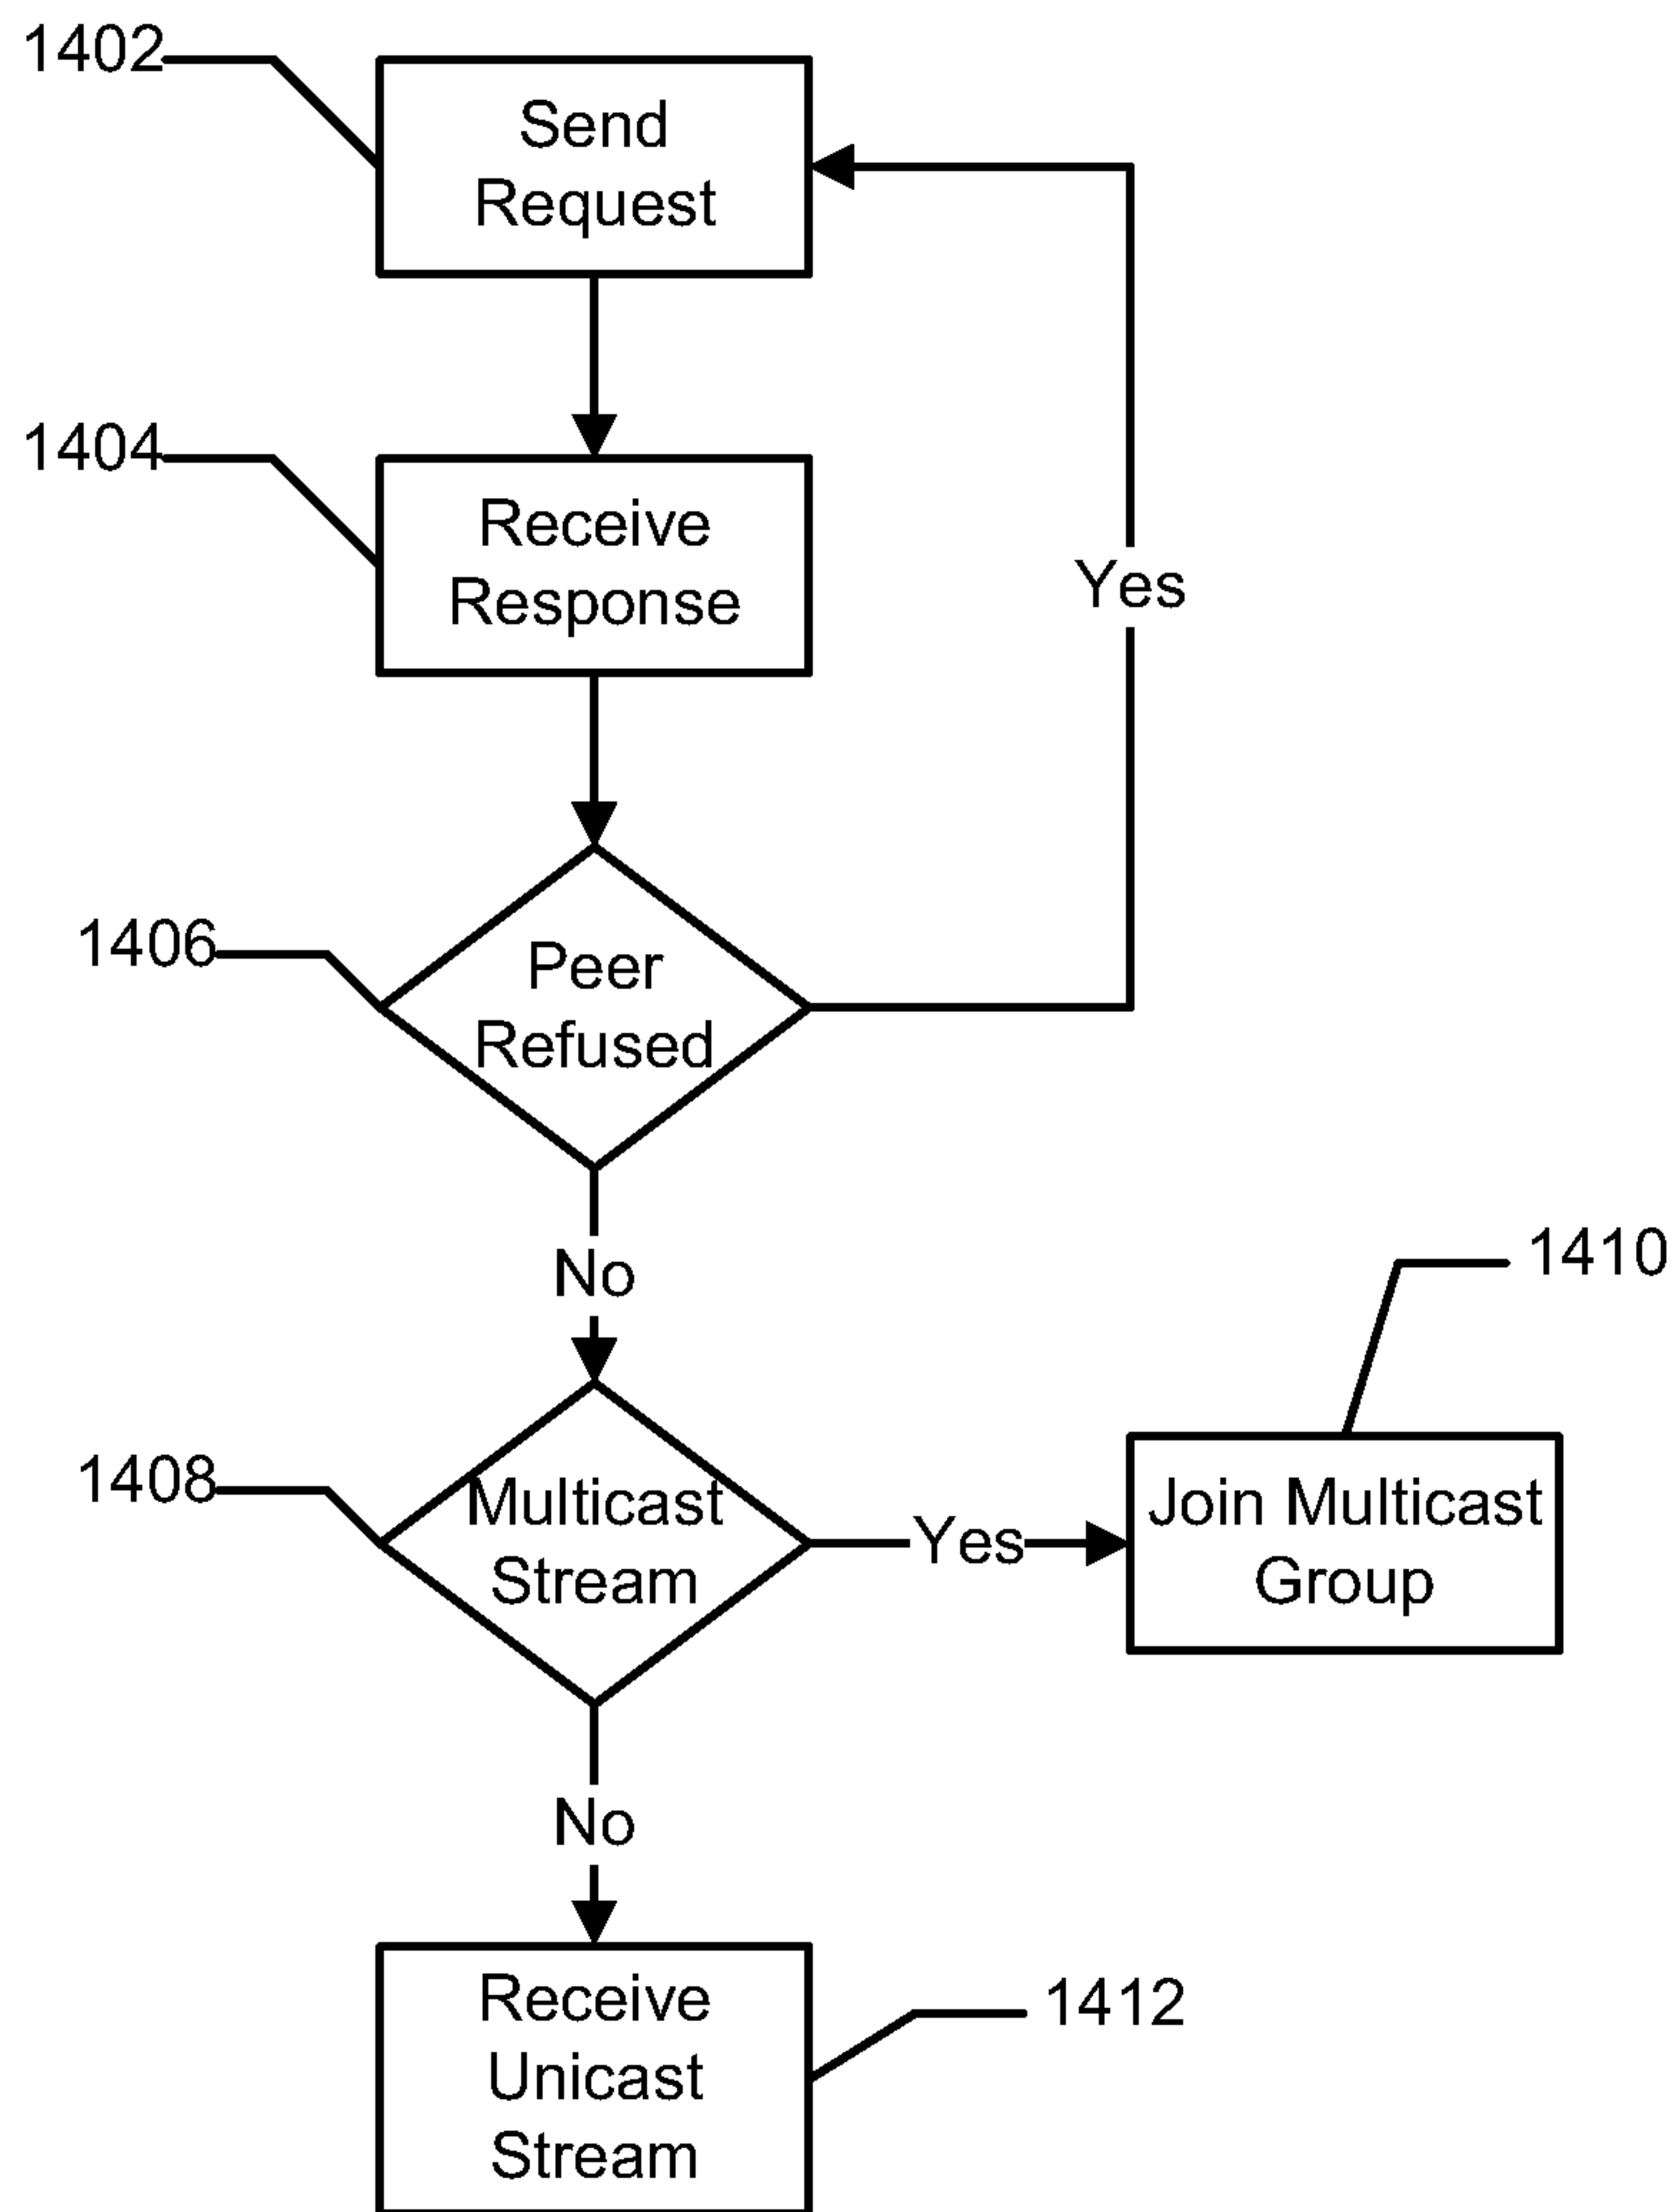 1402
Send
Request
1404
Receive
Response
Yes
1406
Peer
Refused
No
1410
1408
Multicast
Stream
Yes
Join Multicast
Group
No
Receive
Unicast
Stream
1412